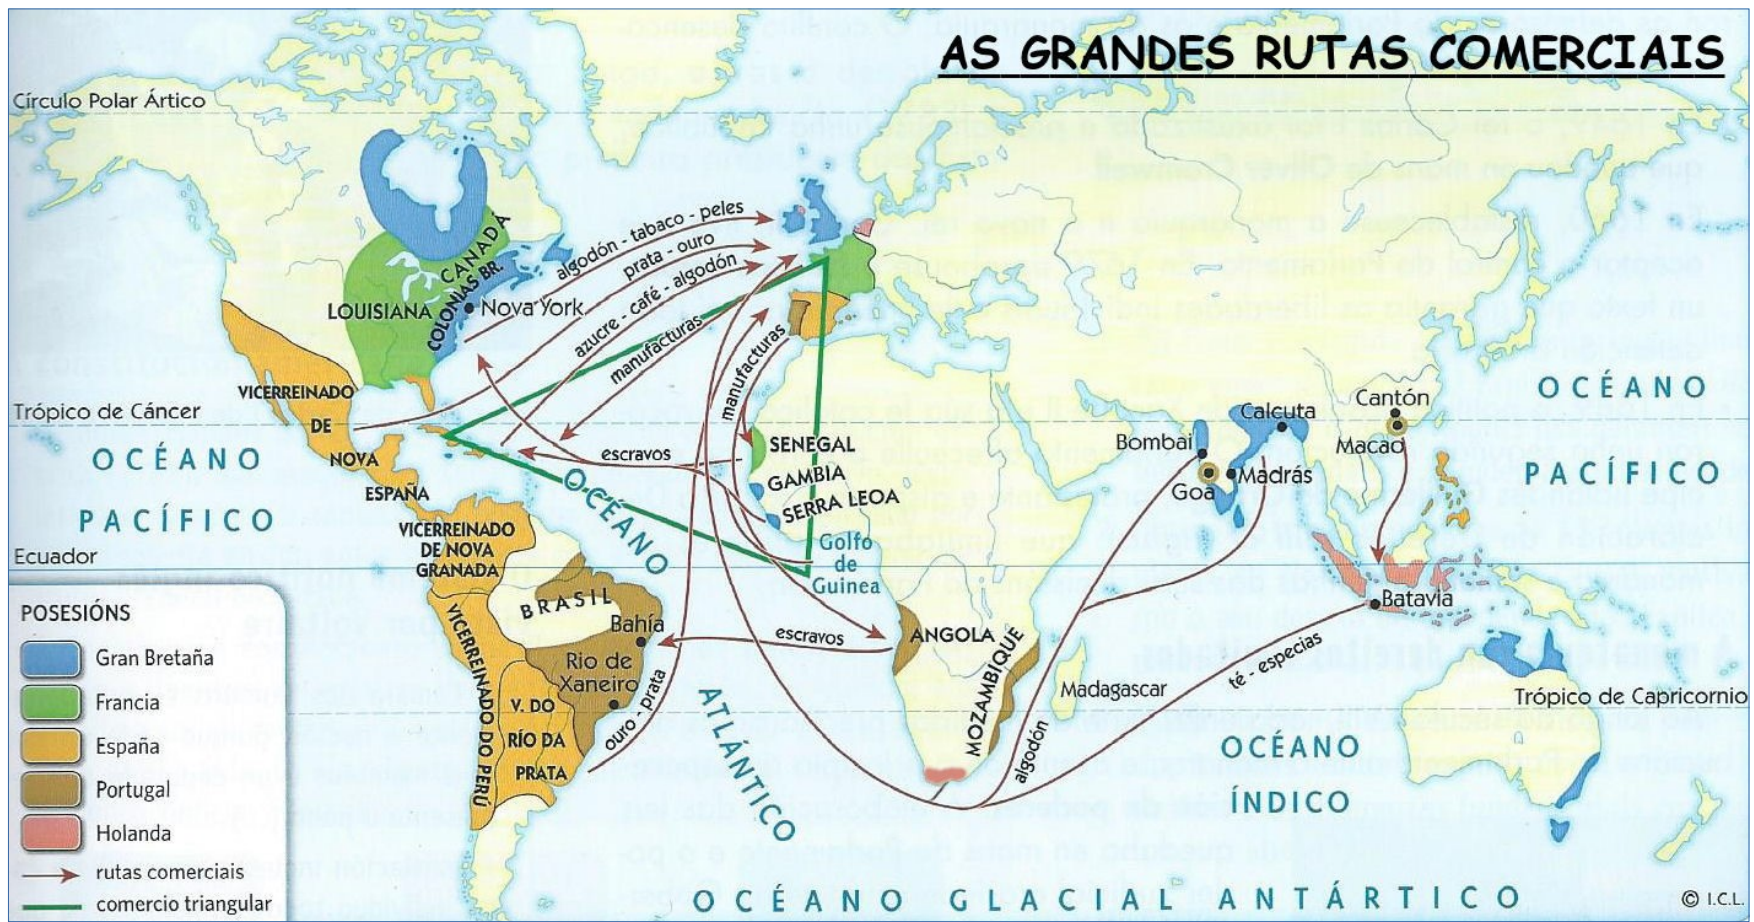 AS GRANDES RUTAS COMERCIAIS
Círculo Polar Ártico
CANADÁ
COLONIAS BR.
LOUISIANA
Nova York
algodón - tabaco - peles
prata - ouro
azucre - café - algodón
manufacturas
manufacturas
VICERREINADO
DE
NOVA
ESPAÑA
Trópico de Cáncer
OCÉANO
PACÍFICO
Ecuador
VICERREINADO
DE NOVA
GRANADA
escravos
SENEGAL
GAMBIA
SERRA LEOA
Golfo
de
Guinea
OCÉANO
ATLÁNTICO
BRASIL
Bahía
Rio de
Xaneiro
VICERREINADO DO PERÚ
V. DO
RÍO DA
PRATA
ouro - prata
escravos
ANGOLA
MOZAMBIQUE
Madagascar
algodón
té - especias
Bombai
Calcuta
Goa
Madrás
Cantón
Macao
Batavia
OCÉANO
PACÍFICO
Trópico de Capricornio
OCÉANO
ÍNDICO
OCÉANO GLACIAL ANTÁRTICO
POSESIÓNS
Gran Bretaña
Francia
España
Portugal
Holanda
rutas comerciais
comercio triangular
© I.C.L.